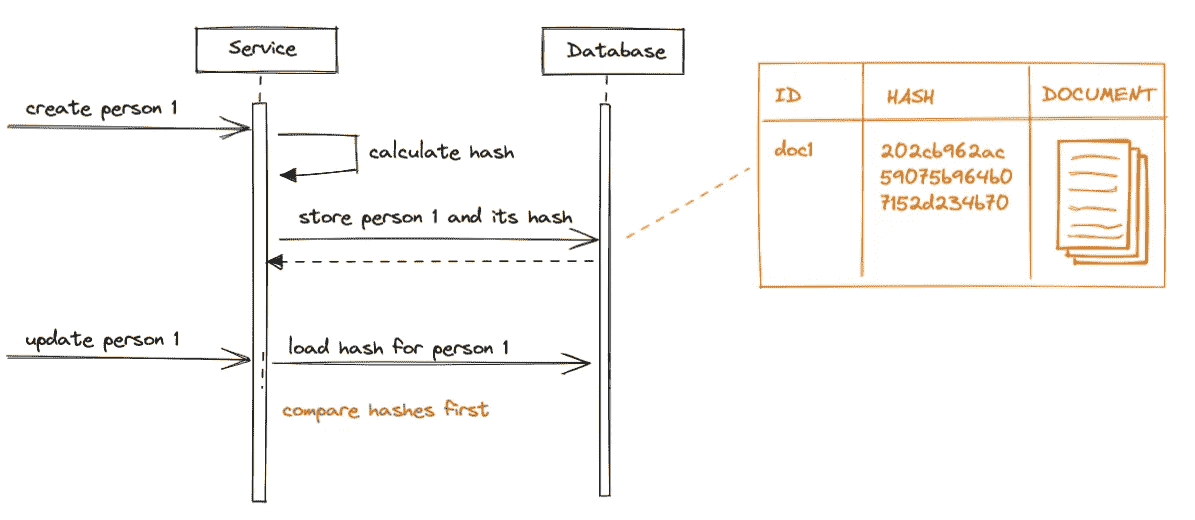 Service
Database
create person 1
calculate hash
store person 1 and its hash
update person 1
load hash for person 1
compare hashes first
ID
HASH
DOCUMENT
doc1
202cb962ac
59075b964b0
7152d234b70